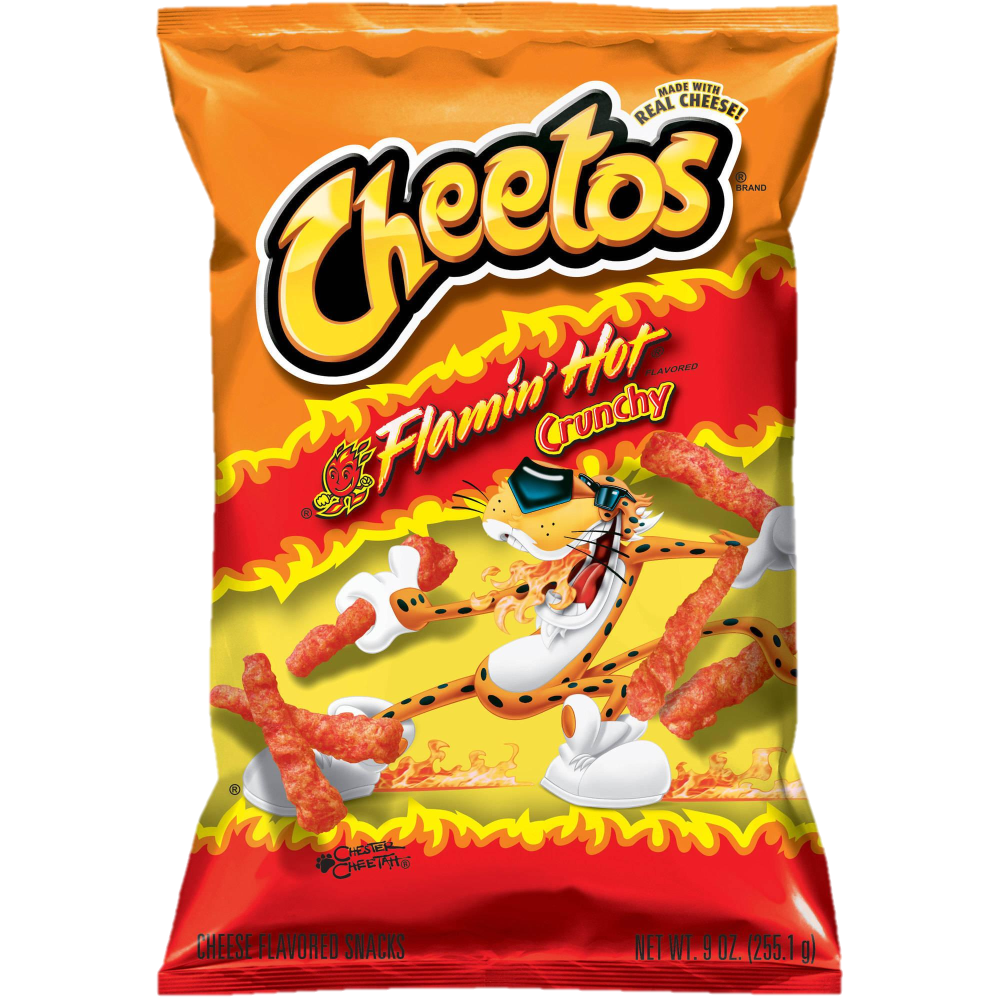 MADE WITH
REAL CHEESE!
Cheetos
®
BRAND
Flamin' Hot
®
FLAVORED
Crunchy
®
®
CHESTER
CHEETAH®
CHEESE FLAVORED SNACKS
NET WT. 9 OZ. (255.1 g)